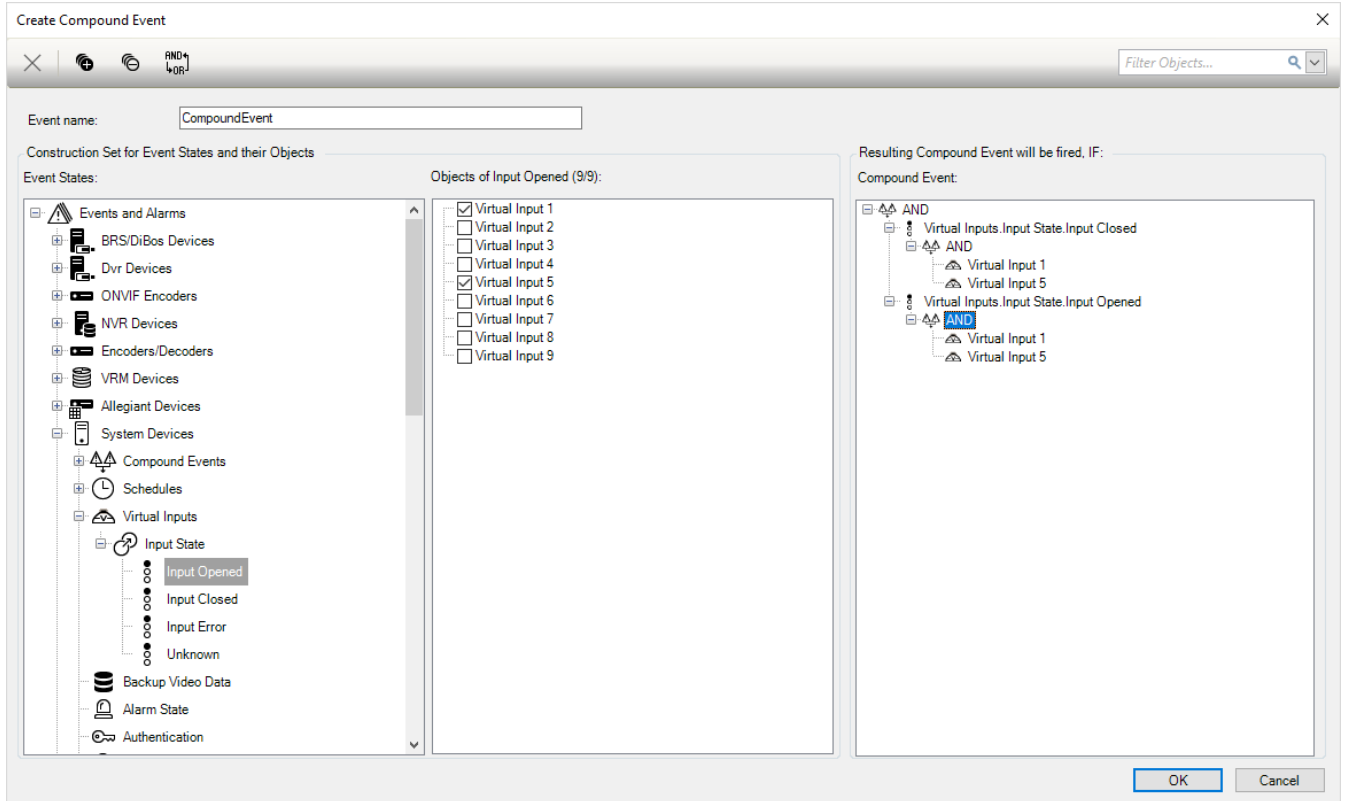 Create Compound Event
AND
OR
Filter Objects...
Event name:
CompoundEvent
Construction Set for Event States and their Objects
Event States:
Events and Alarms
BRS/DiBos Devices
Dvr Devices
ONVIF Encoders
NVR Devices
Encoders/Decoders
VRM Devices
Allegiant Devices
System Devices
Compound Events
Schedules
Virtual Inputs
Input State
Input Opened
Input Closed
Input Error
Unknown
Backup Video Data
Alarm State
Authentication
Objects of Input Opened (9/9):
Virtual Input 1
Virtual Input 2
Virtual Input 3
Virtual Input 4
Virtual Input 5
Virtual Input 6
Virtual Input 7
Virtual Input 8
Virtual Input 9
Resulting Compound Event will be fired, IF:
Compound Event:
AND
Virtual Inputs.Input State.Input Closed
AND
Virtual Input 1
Virtual Input 5
Virtual Inputs.Input State.Input Opened
AND
Virtual Input 1
Virtual Input 5
OK
Cancel